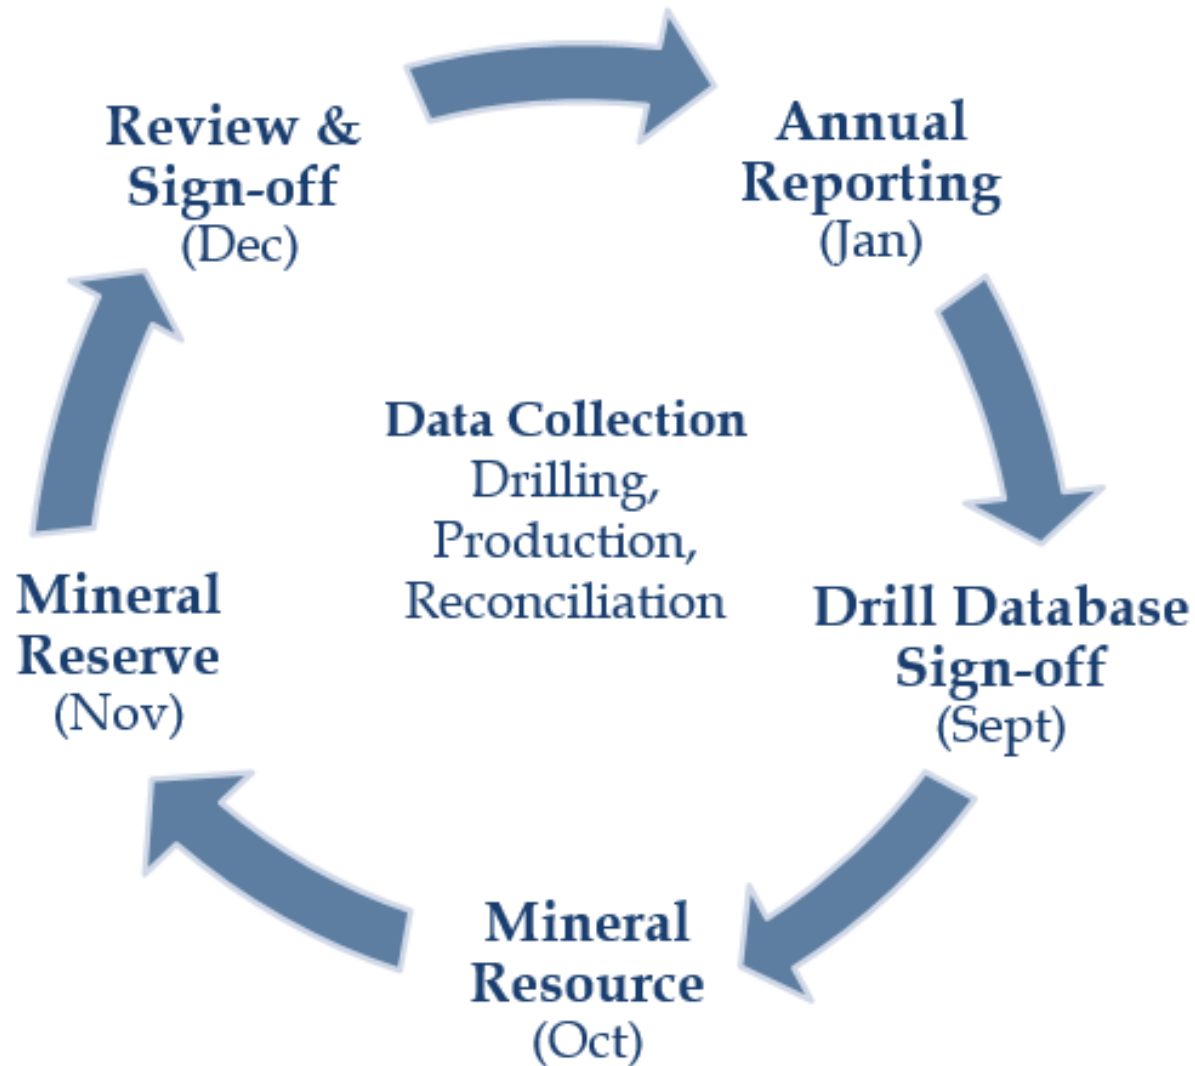 Review &
Sign-off
(Dec)
Annual
Reporting
(Jan)
Data Collection
Drilling,
Production,
Reconciliation
Drill Database
Sign-off
(Sept)
Mineral
Resource
(Oct)
Mineral
Reserve
(Nov)